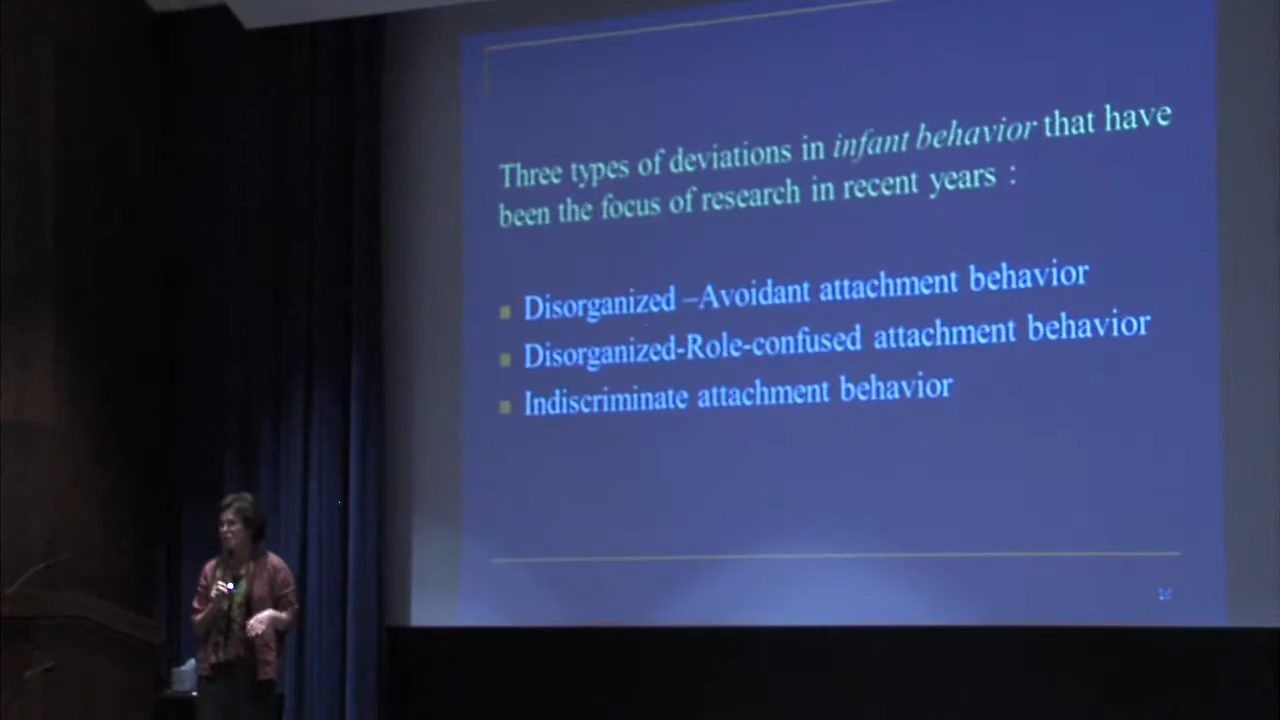 Three types of deviations in infant behavior that have
been the focus of research in recent years :
Disorganized –Avoidant attachment behavior
Disorganized-Role-confused attachment behavior
Indiscriminate attachment behavior